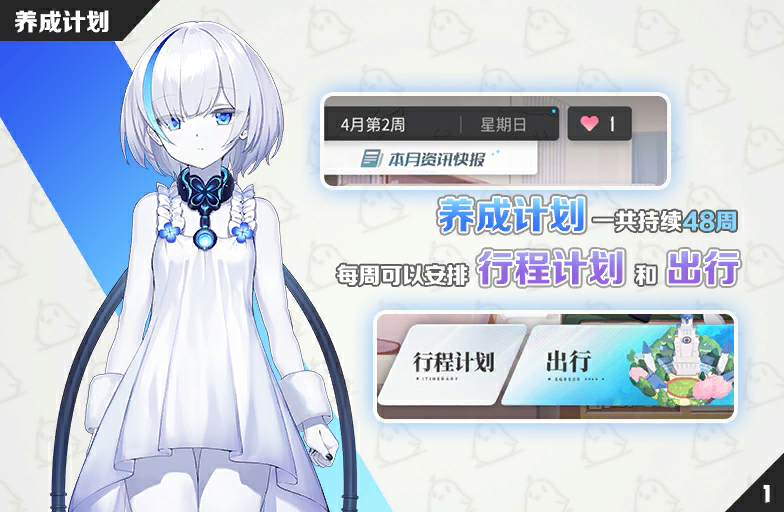 养成计划
4月第2周 | 星期日 1
本月资讯快报
养成计划 一共持续48周
每周可以安排 行程计划 和 出行
行程计划 出行
ITINERARY
1